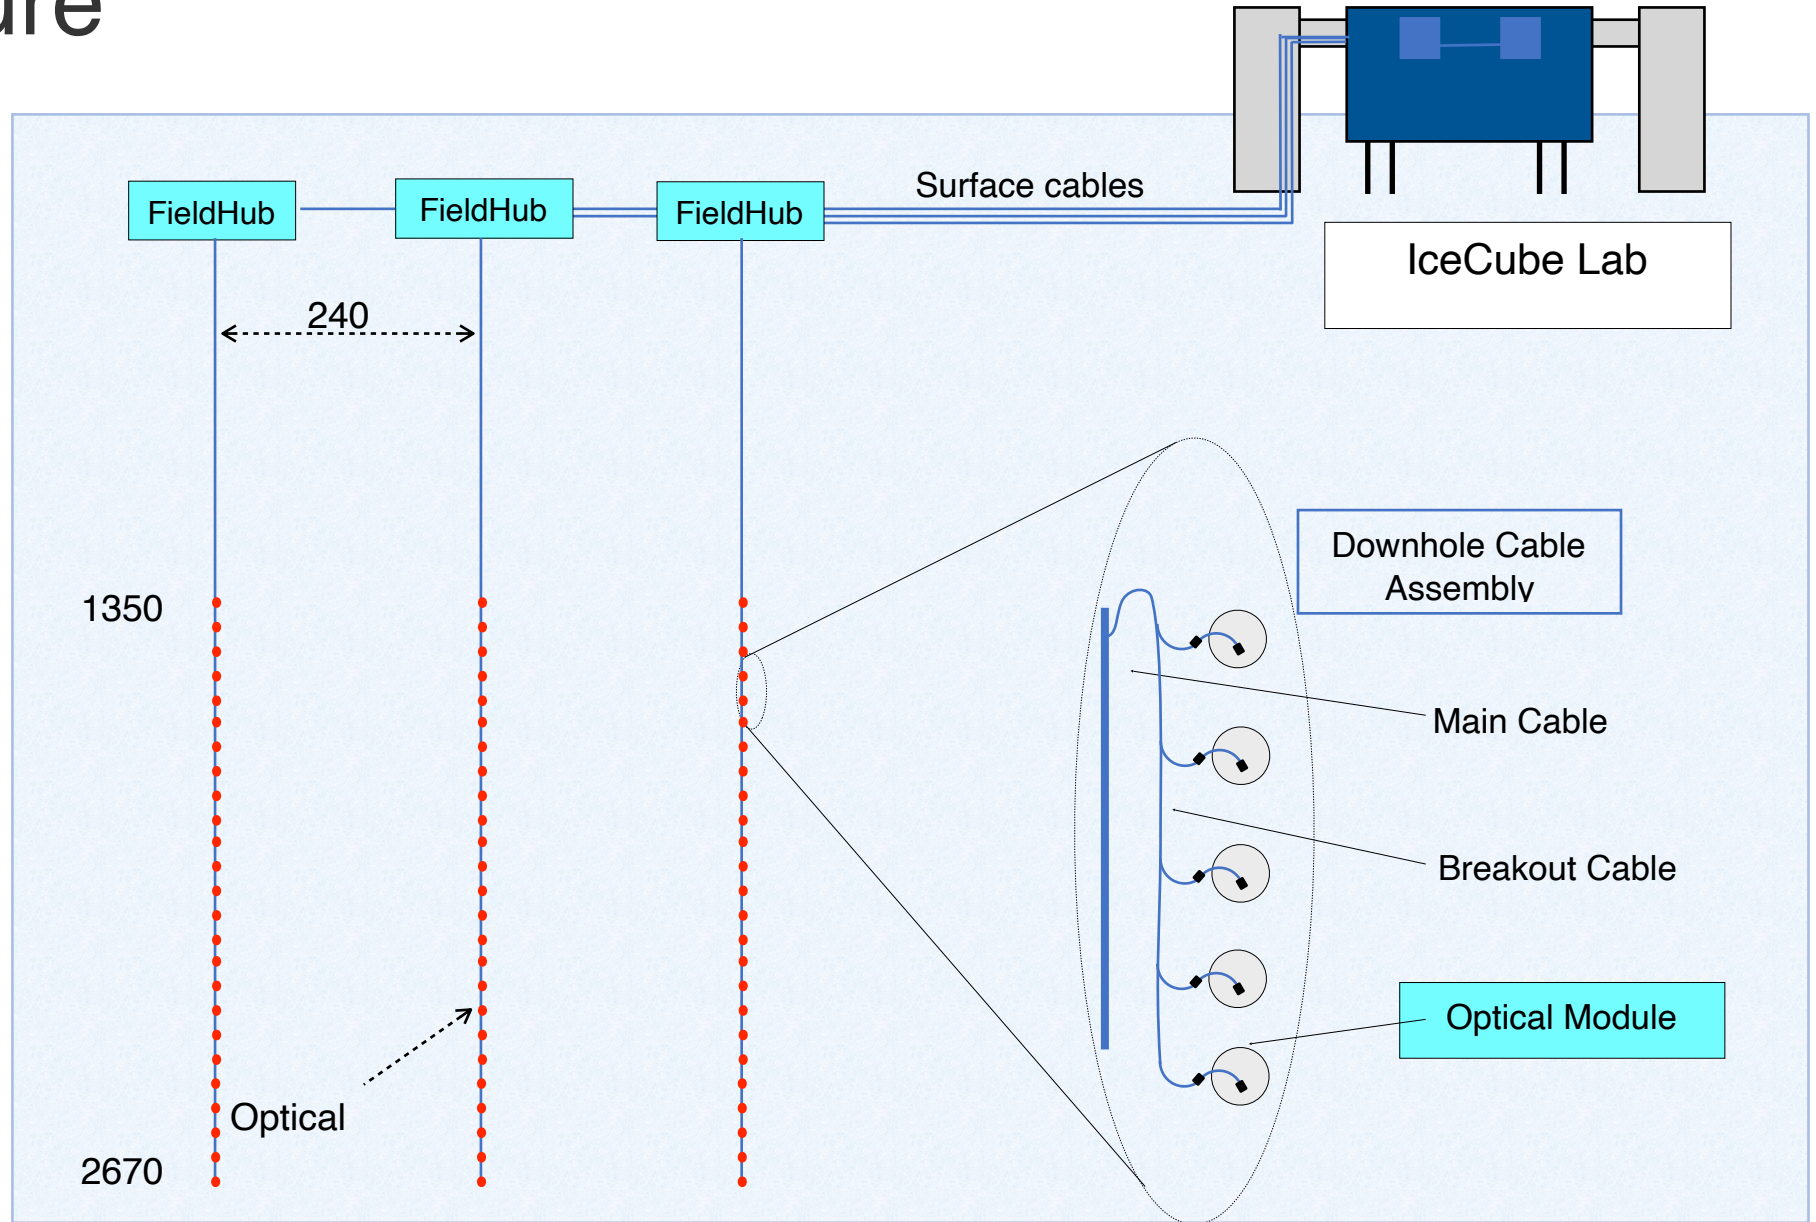 ure
FieldHub
FieldHub
FieldHub
Surface cables
IceCube Lab
240
Downhole Cable
Assembly
1350
Main Cable
Breakout Cable
Optical Module
Optical
2670